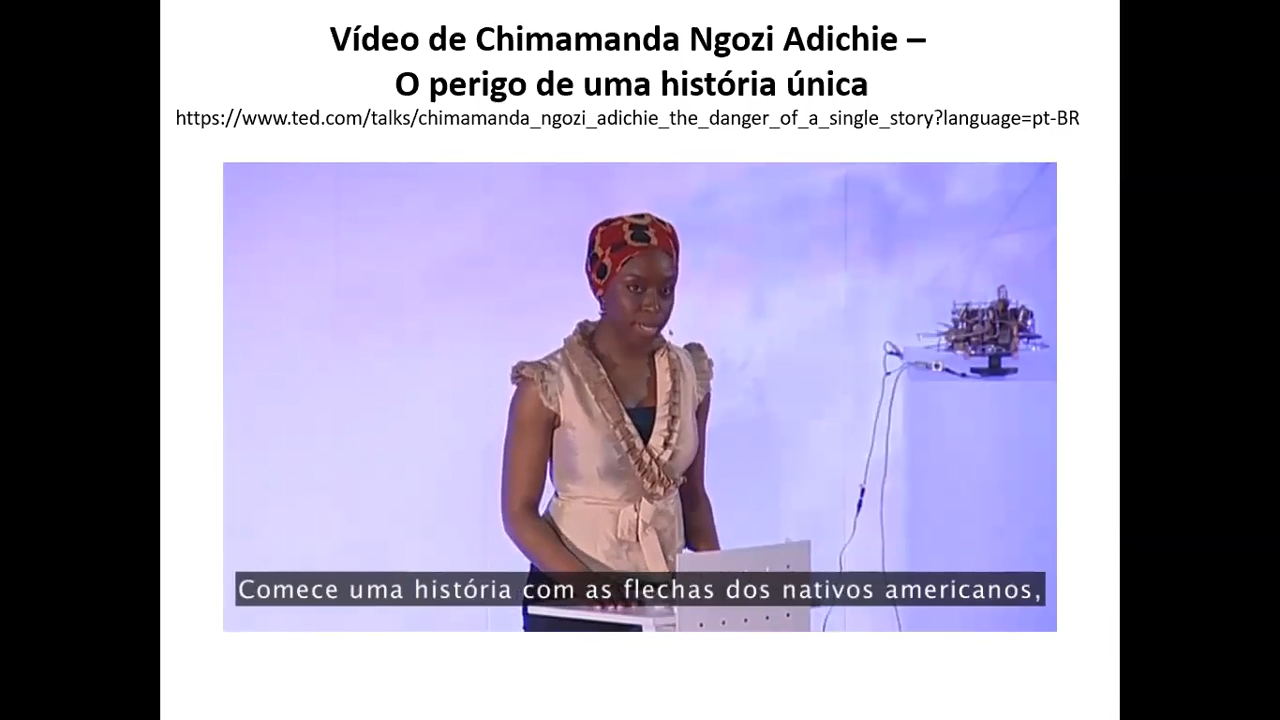 Vídeo de Chimamanda Ngozi Adichie –
O perigo de uma história única
https://www.ted.com/talks/chimamanda_ngozi_adichie_the_danger_of_a_single_story?language=pt-BR
Comece uma história com as flechas dos nativos americanos,